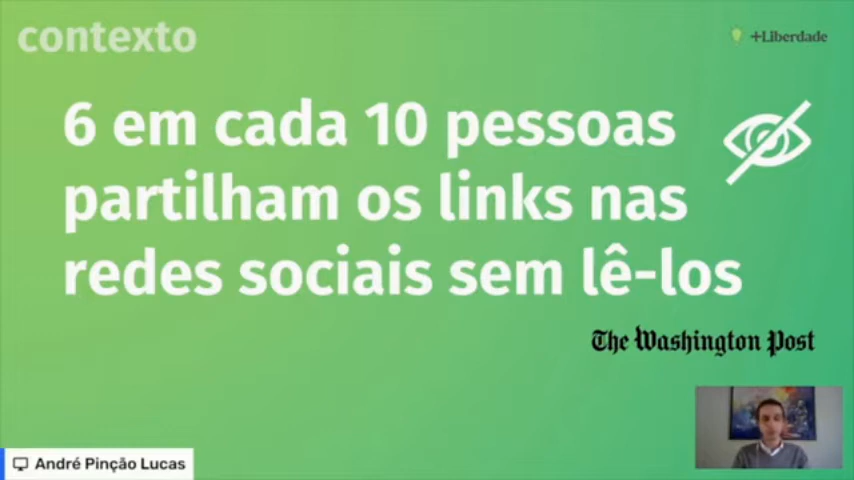 contexto
+Liberdade
6 em cada 10 pessoas
partilham os links nas
redes sociais sem lê-los
The Washington Post
André Pinção Lucas